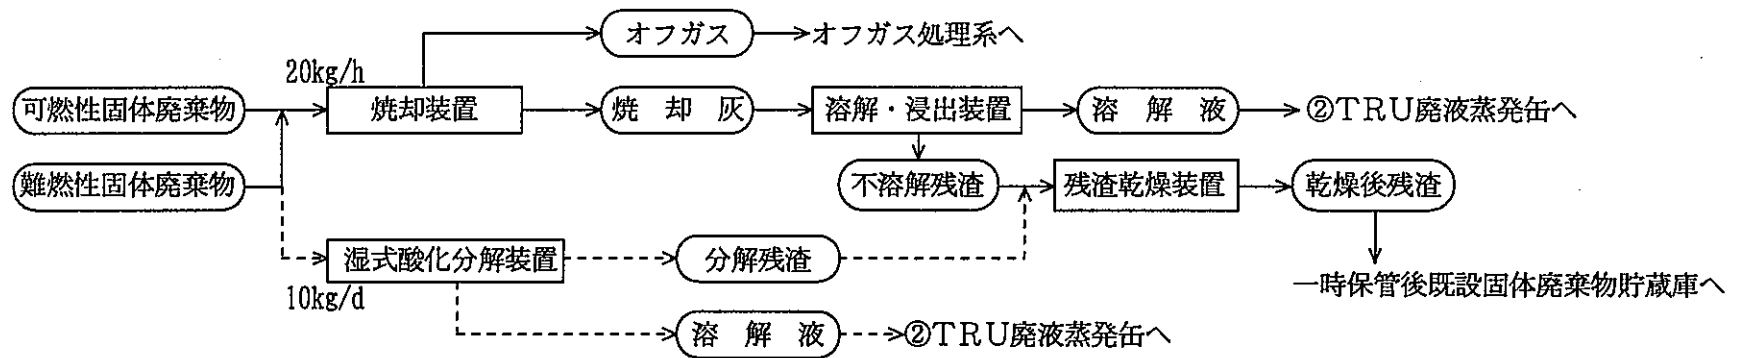 オフガス
オフガス処理系へ
20kg/h
可燃性固体廃棄物
焼却装置
焼 却 灰
溶解・浸出装置
溶 解 液
②TRU廃液蒸発缶へ
難燃性固体廃棄物
不溶解残渣
残渣乾燥装置
乾燥後残渣
湿式酸化分解装置
分解残渣
10kg/d
一時保管後既設固体廃棄物貯蔵庫へ
溶 解 液
②TRU廃液蒸発缶へ